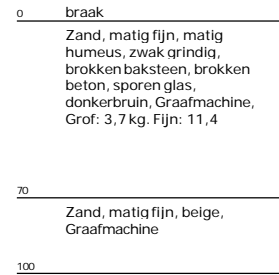 0 braak
Zand, matig fijn, matig
humeus, zwak grindig,
brokken baksteen, brokken
beton, sporen glas,
donkerbruin, Graafmachine,
Grof: 3,7 kg. Fijn: 11,4
70
Zand, matig fijn, beige,
Graafmachine
100